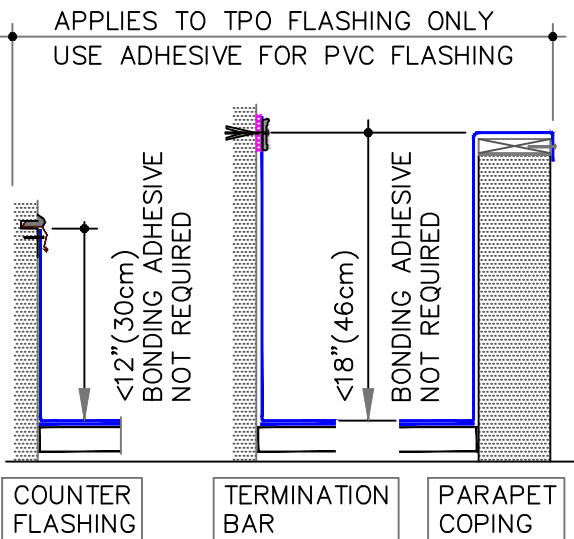 APPLIES TO TPO FLASHING ONLY
USE ADHESIVE FOR PVC FLASHING
<12"(30cm)
BONDING ADHESIVE
NOT REQUIRED
<18"(46cm)
BONDING ADHESIVE
NOT REQUIRED
COUNTER
FLASHING
TERMINATION
BAR
PARAPET
COPING